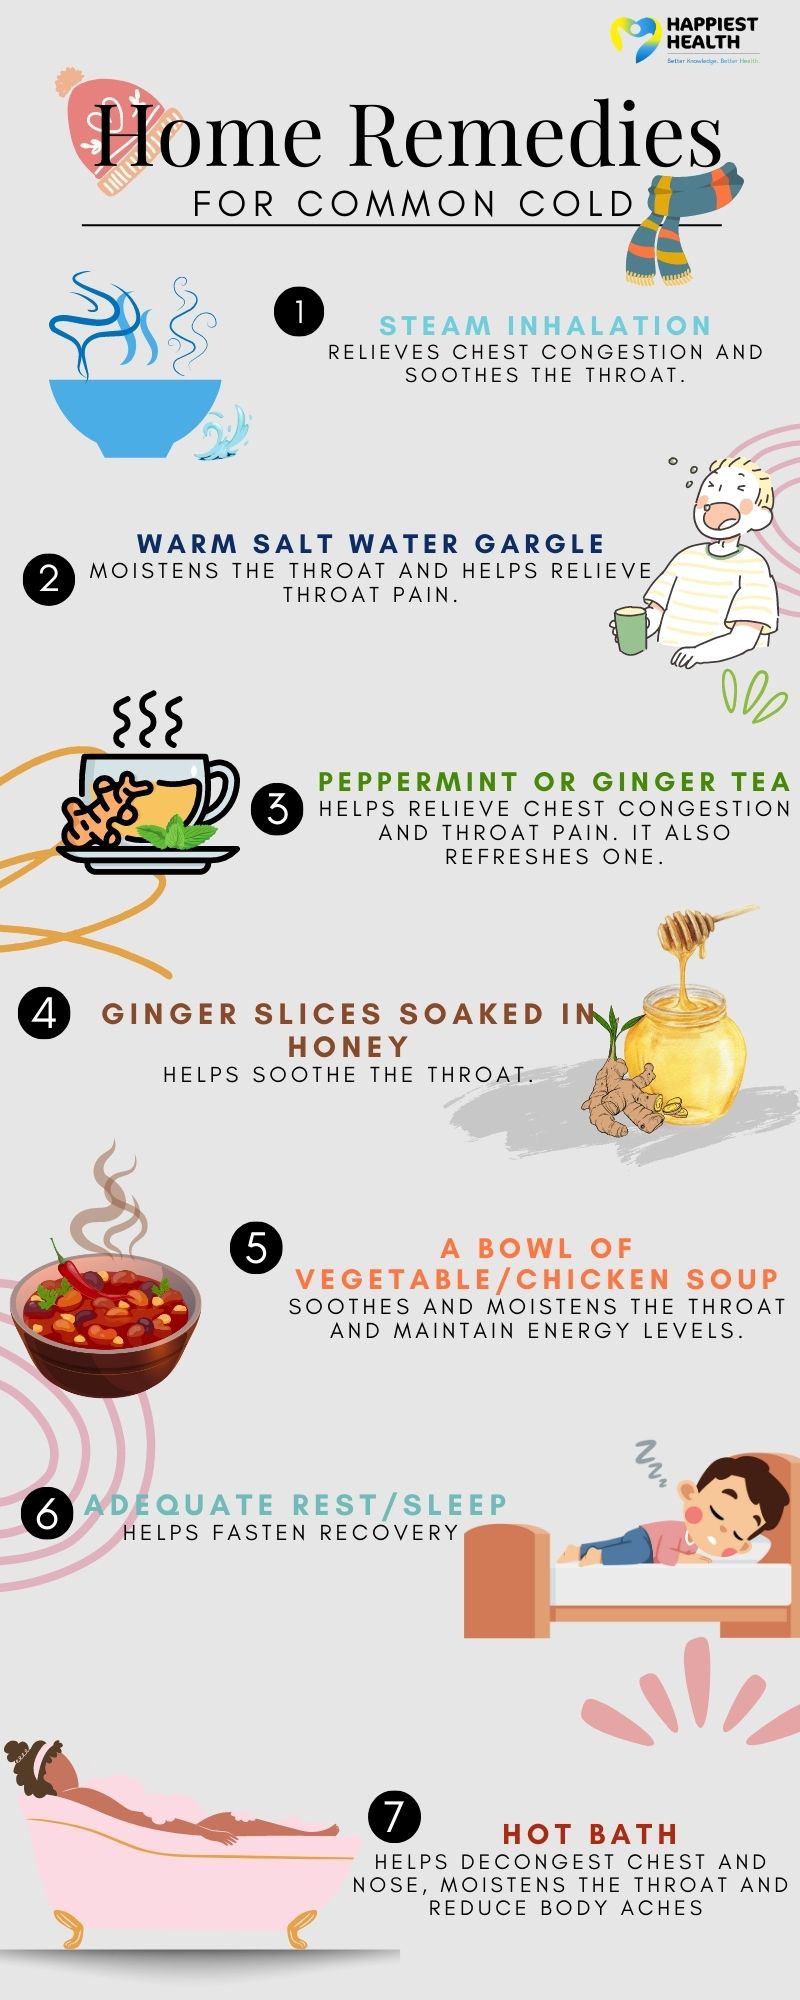 HAPPIEST
HEALTH
Better Knowledge. Better Health.
Home Remedies
FOR COMMON COLD
1
STEAM INHALATION
RELIEVES CHEST CONGESTION AND
SOOTHES THE THROAT.
WARM SALT WATER GARGLE
2
MOISTENS THE THROAT AND HELPS RELIEVE
THROAT PAIN.
PEPPERMINT OR GINGER TEA
3
HELPS RELIEVE CHEST CONGESTION
AND THROAT PAIN. IT ALSO
REFRESHES ONE.
4
GINGER SLICES SOAKED IN
HONEY
HELPS SOOTHE THE THROAT.
5
A BOWL OF
VEGETABLE/CHICKEN SOUP
SOOTHES AND MOISTENS THE THROAT
AND MAINTAIN ENERGY LEVELS.
6
ADEQUATE REST/SLEEP
HELPS FASTEN RECOVERY
7
HOT BATH
HELPS DECONGEST CHEST AND
NOSE, MOISTENS THE THROAT AND
REDUCE BODY ACHES